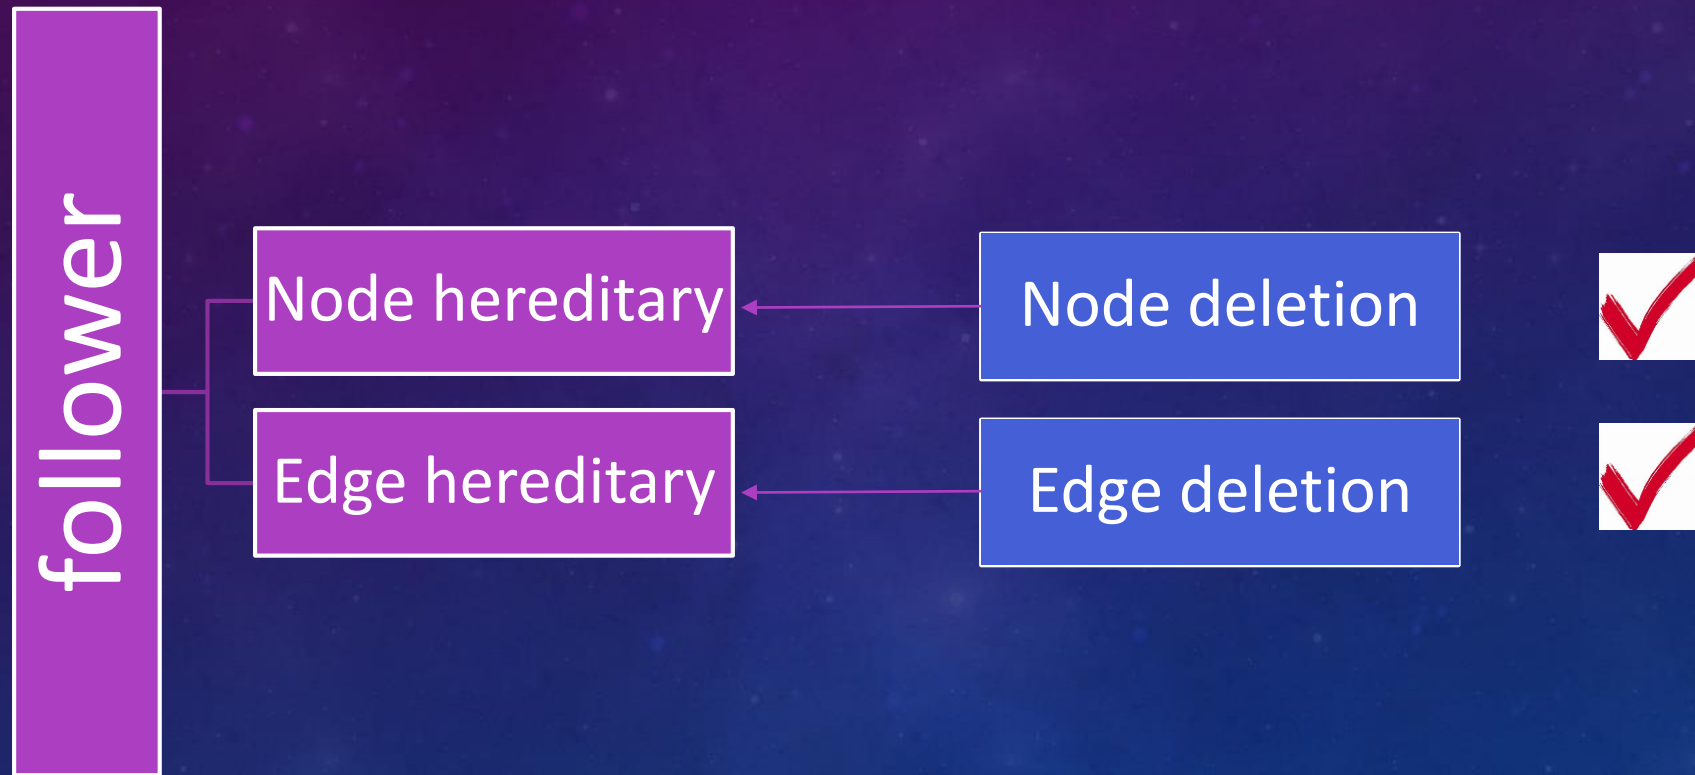 follower
Node hereditary
Node deletion
Edge hereditary
Edge deletion